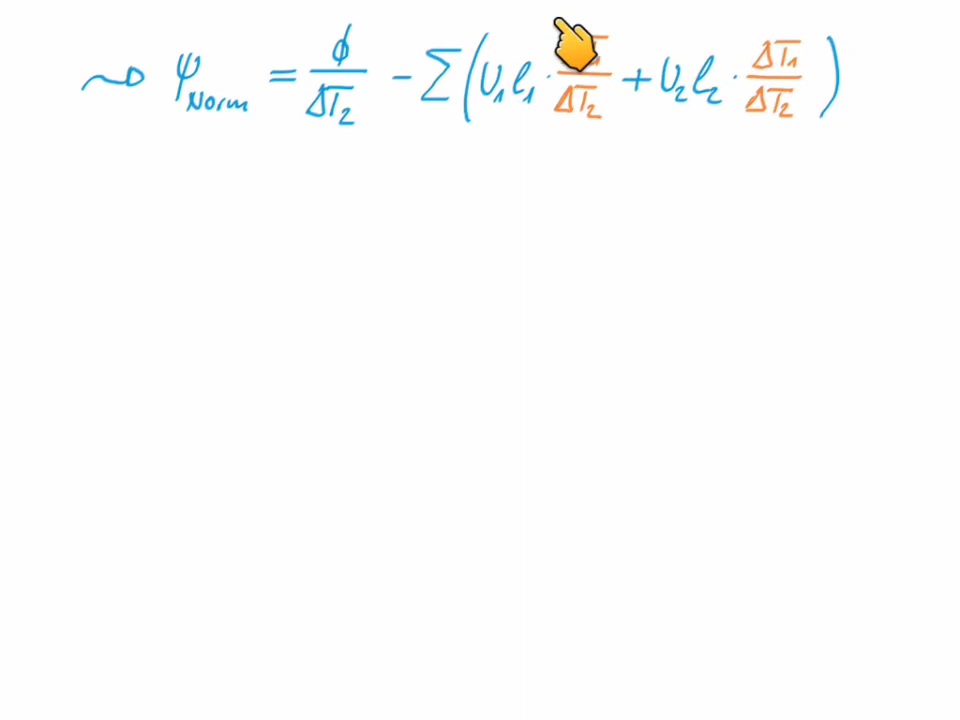 ~> ψ_Norm = ϕ/ΔT₂ - Σ(U₁l₁ · /ΔT₂ + U₂l₂ · ΔT₁/ΔT₂)